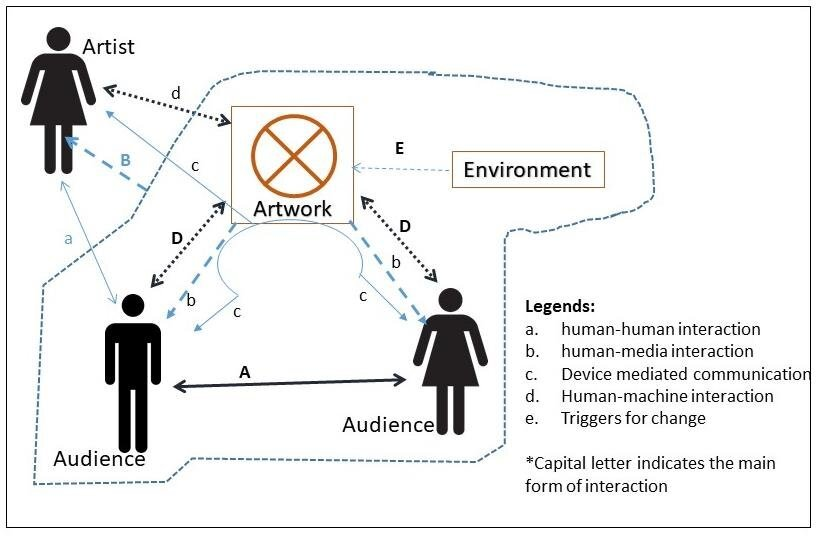 Artist
d
B
c
E
Environment
Artwork
a
D
D
b
b
c
c
A
Audience
Audience
Legends:
a. human-human interaction
b. human-media interaction
c. Device mediated communication
d. Human-machine interaction
e. Triggers for change
*Capital letter indicates the main
form of interaction